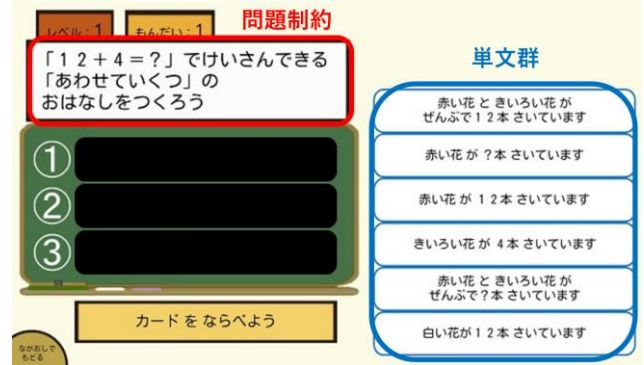 問題制約
レベル：1
もんだい：1
「12＋4＝？」でけいさんできる
「あわせていくつ」の
おはなしをつくろう
①
②
③
カード を ならべよう
ながおしで
もどる
単文群
赤い花 と きいろい花 が
ぜんぶで12本 さいています
赤い花 が ？本 さいています
赤い花 が 12本 さいています
きいろい花 が 4本 さいています
赤い花 と きいろい花 が
ぜんぶで？本 さいています
白い花が12本 さいています